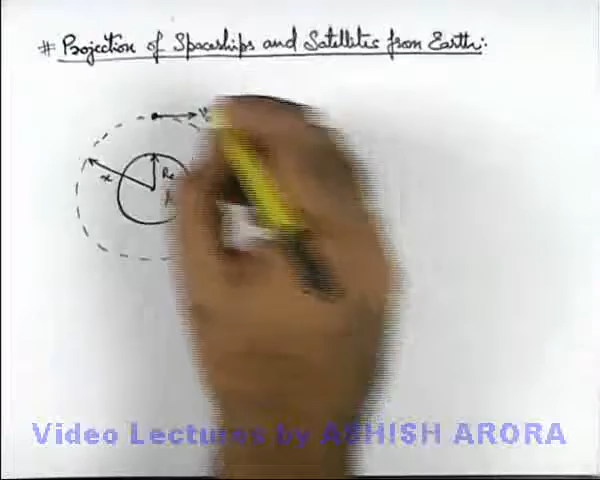 # Projection of Spaceships and Satellites from Earth:
x
Re
Video Lectures by ASHISH ARORA